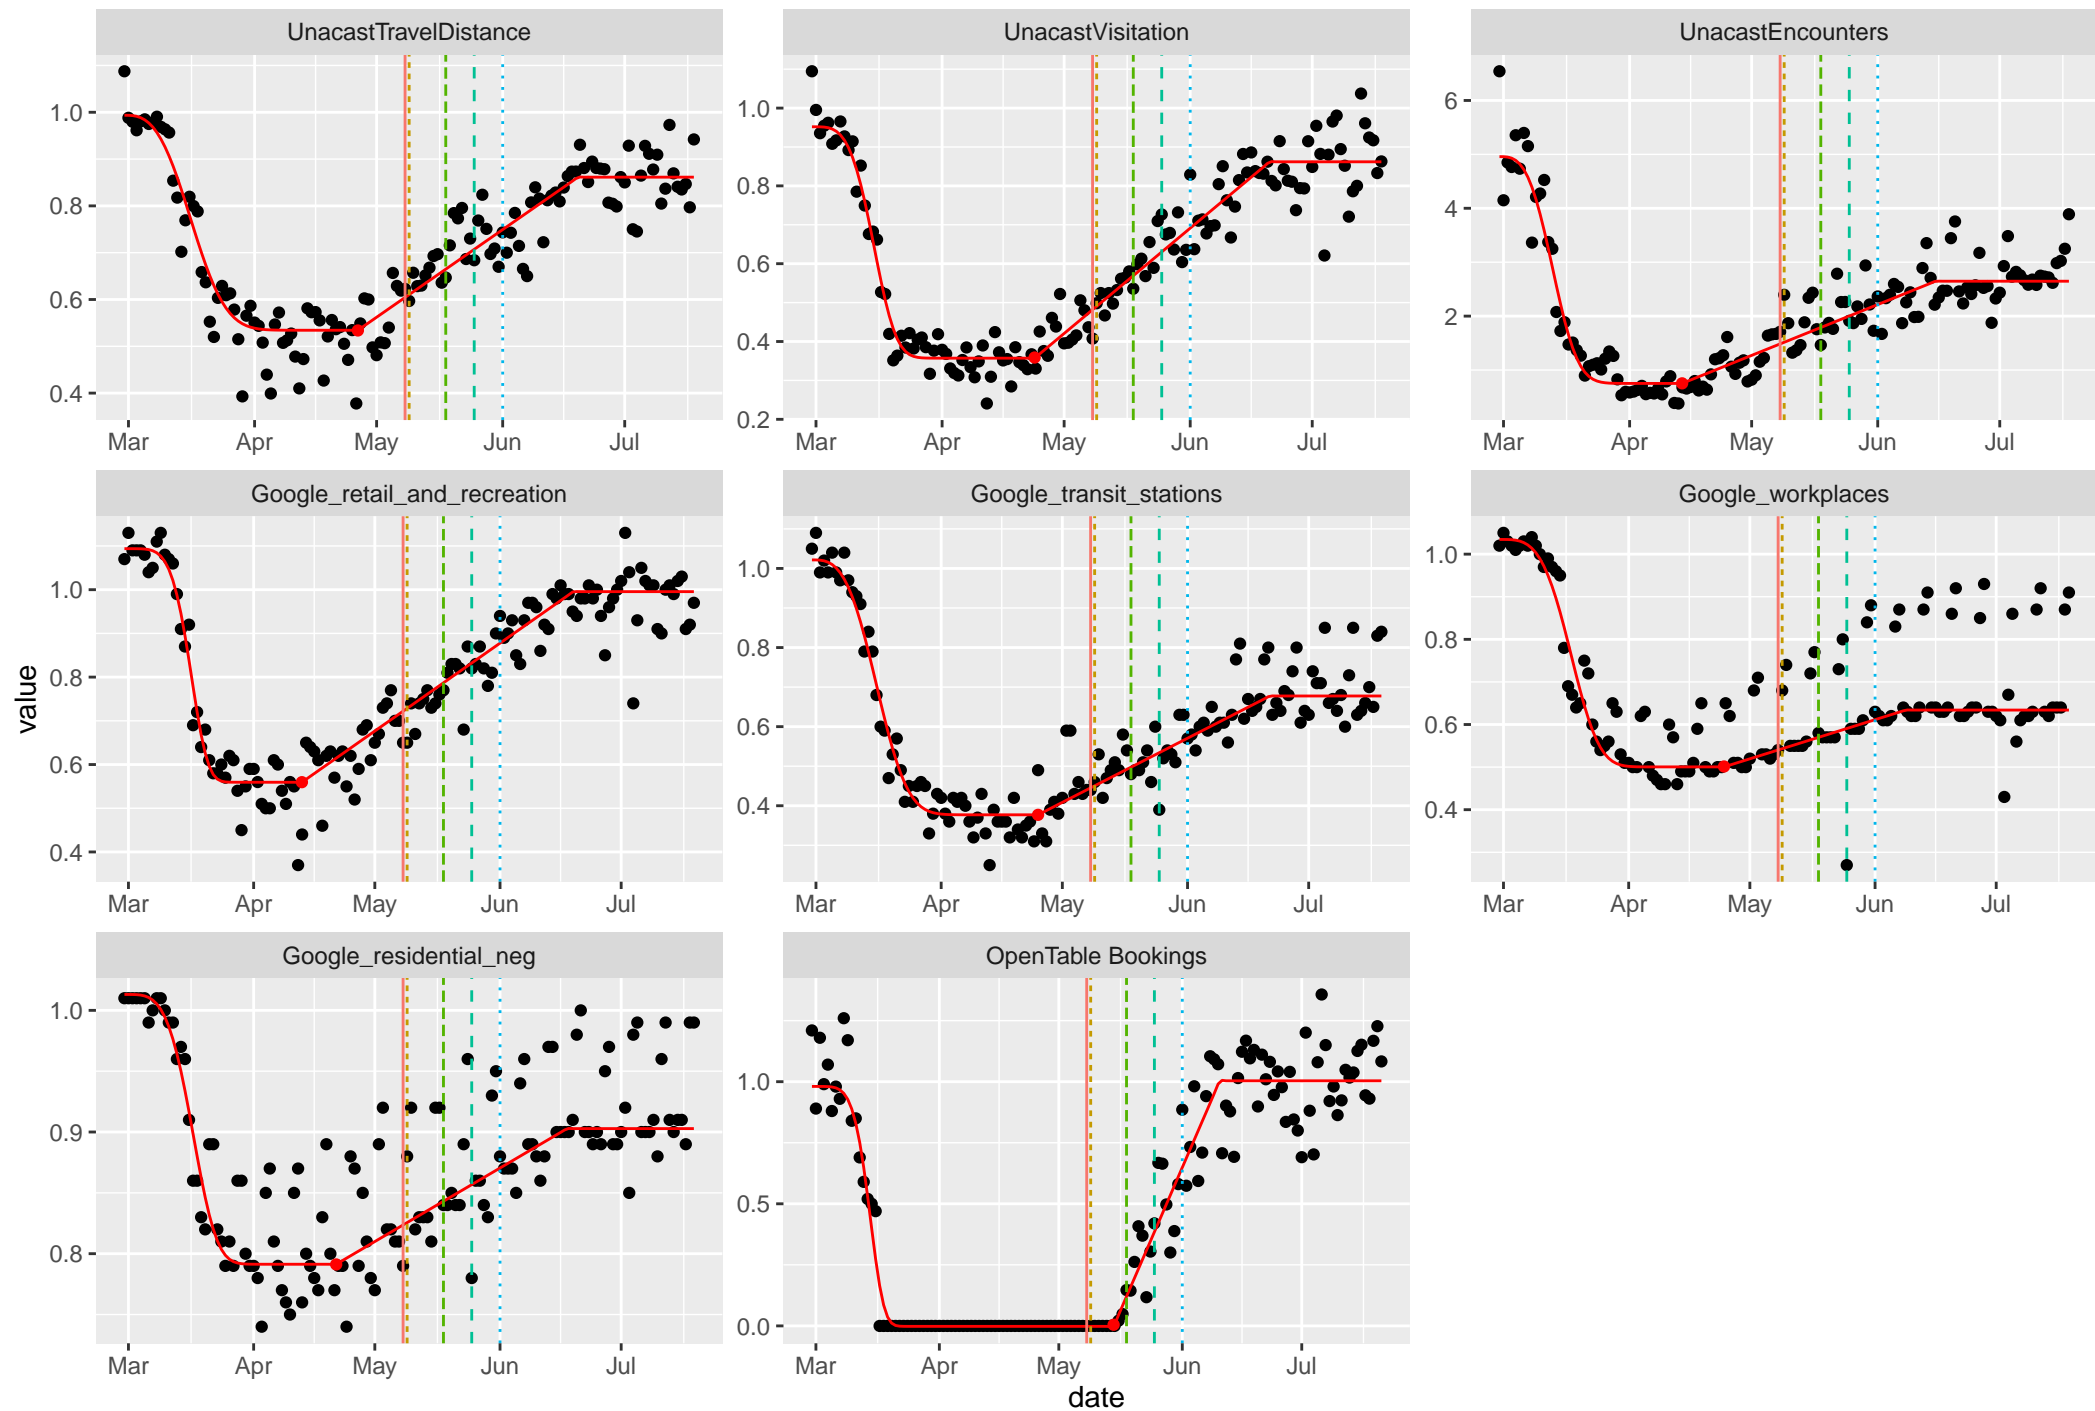 UnacastTravelDistance UnacastVisitation UnacastEncounters
1.0
0.8
0.6
0.4
Mar Apr May Jun Jul
1.0
0.8
0.6
0.4
0.2
Mar Apr May Jun Jul
6
4
2
Mar Apr May Jun Jul
Google_retail_and_recreation Google_transit_stations Google_workplaces
value
1.0
0.8
0.6
0.4
Mar Apr May Jun Jul
1.0
0.8
0.6
0.4
Mar Apr May Jun Jul
1.0
0.8
0.6
0.4
Mar Apr May Jun Jul
Google_residential_neg OpenTable Bookings
1.0
0.9
0.8
Mar Apr May Jun Jul
1.0
0.5
0.0
Mar Apr May Jun Jul
date